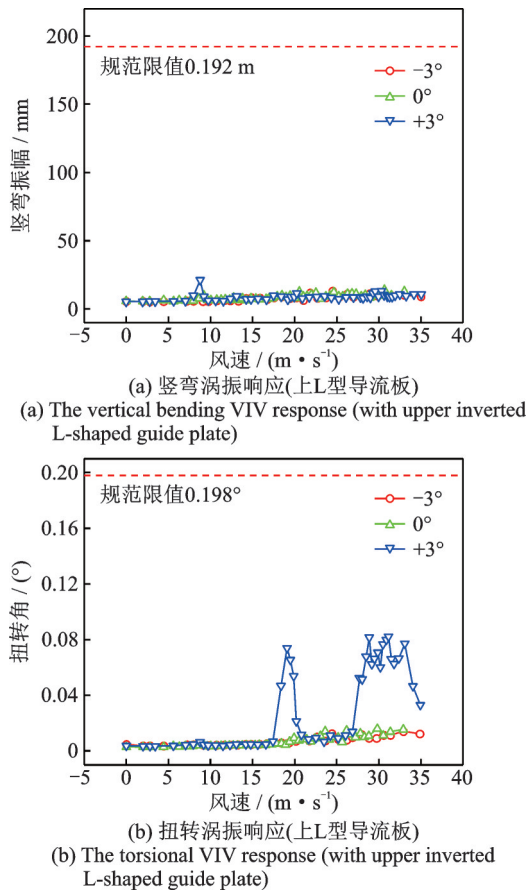 200
规范限值0.192 m
−3°
0°
+3°
150
100
50
0
竖弯振幅 / mm
−5 0 5 10 15 20 25 30 35 40
风速 / (m·s⁻¹)
(a) 竖弯涡振响应(上L型导流板)
(a) The vertical bending VIV response (with upper inverted
L-shaped guide plate)
0.20
规范限值0.198°
−3°
0°
+3°
0.16
0.12
0.08
0.04
0
扭转角 / (°)
−5 0 5 10 15 20 25 30 35 40
风速 / (m·s⁻¹)
(b) 扭转涡振响应(上L型导流板)
(b) The torsional VIV response (with upper inverted
L-shaped guide plate)